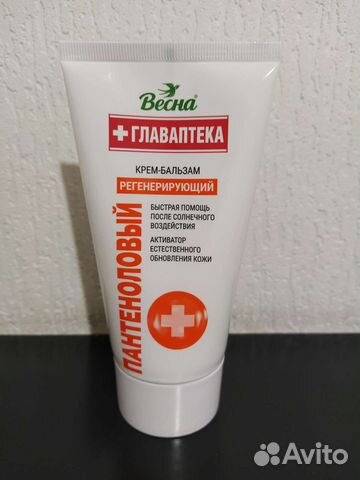 Весна®
+ ГЛАВАПТЕКА
КРЕМ-БАЛЬЗАМ
РЕГЕНЕРИРУЮЩИЙ
ПАНТЕНОЛОВЫЙ
БЫСТРАЯ ПОМОЩЬ
ПОСЛЕ СОЛНЕЧНОГО
ВОЗДЕЙСТВИЯ
АКТИВАТОР
ЕСТЕСТВЕННОГО
ОБНОВЛЕНИЯ КОЖИ
Avito